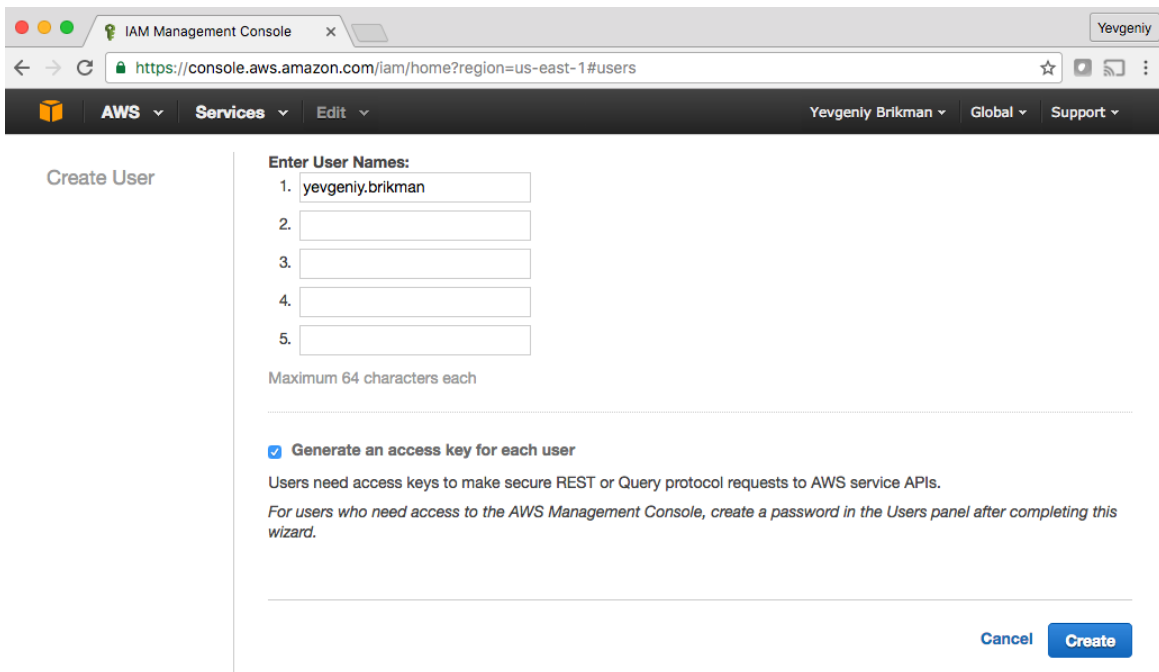 IAM Management Console
Yevgeniy
https://console.aws.amazon.com/iam/home?region=us-east-1#users
AWS Services Edit Yevgeniy Brikman Global Support
Create User
Enter User Names:
1. yevgeniy.brikman
2.
3.
4.
5.
Maximum 64 characters each
Generate an access key for each user
Users need access keys to make secure REST or Query protocol requests to AWS service APIs.
For users who need access to the AWS Management Console, create a password in the Users panel after completing this
wizard.
Cancel Create